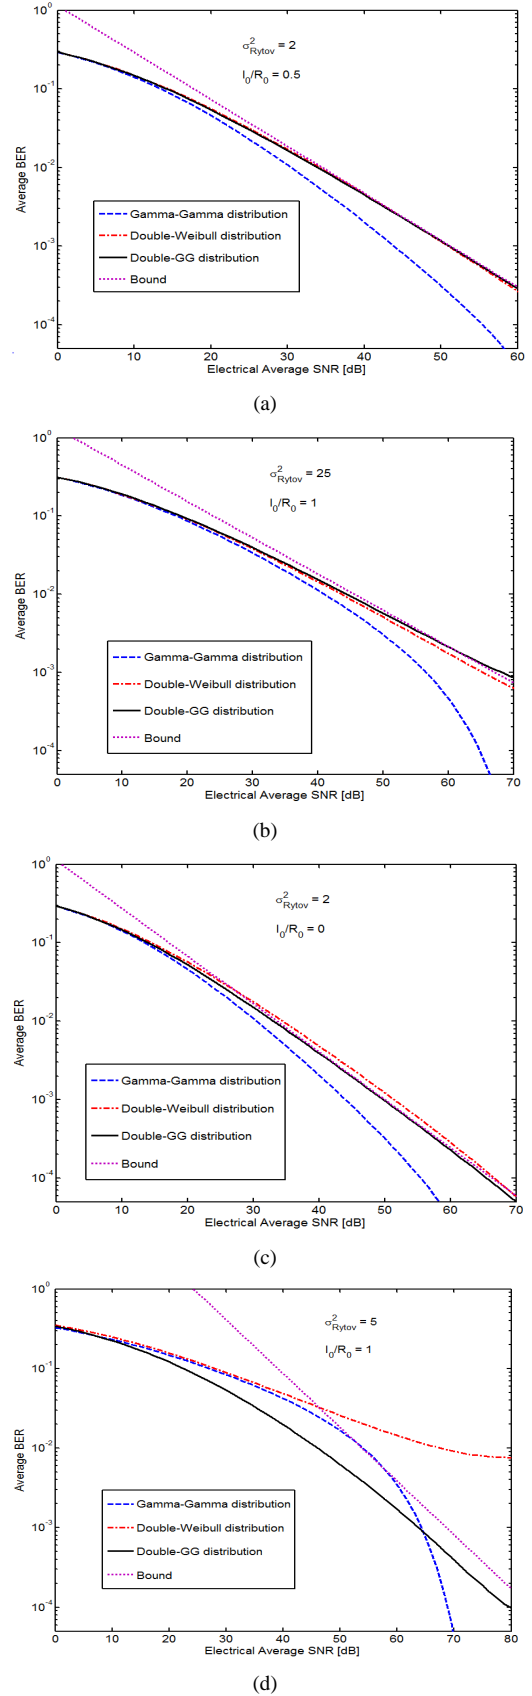 10^0
10^-1
10^-2
10^-3
10^-4
Average BER
σ²Rytov = 2
l₀/R₀ = 0.5
Gamma-Gamma distribution
Double-Weibull distribution
Double-GG distribution
Bound
0 10 20 30 40 50 60
Electrical Average SNR [dB]
(a)
10^0
10^-1
10^-2
10^-3
10^-4
Average BER
σ²Rytov = 25
l₀/R₀ = 1
Gamma-Gamma distribution
Double-Weibull distribution
Double-GG distribution
Bound
0 10 20 30 40 50 60 70
Electrical Average SNR [dB]
(b)
10^0
10^-1
10^-2
10^-3
10^-4
Average BER
σ²Rytov = 2
l₀/R₀ = 0
Gamma-Gamma distribution
Double-Weibull distribution
Double-GG distribution
Bound
0 10 20 30 40 50 60 70
Electrical Average SNR [dB]
(c)
10^0
10^-1
10^-2
10^-3
10^-4
Average BER
σ²Rytov = 5
l₀/R₀ = 1
Gamma-Gamma distribution
Double-Weibull distribution
Double-GG distribution
Bound
0 10 20 30 40 50 60 70 80
Electrical Average SNR [dB]
(d)